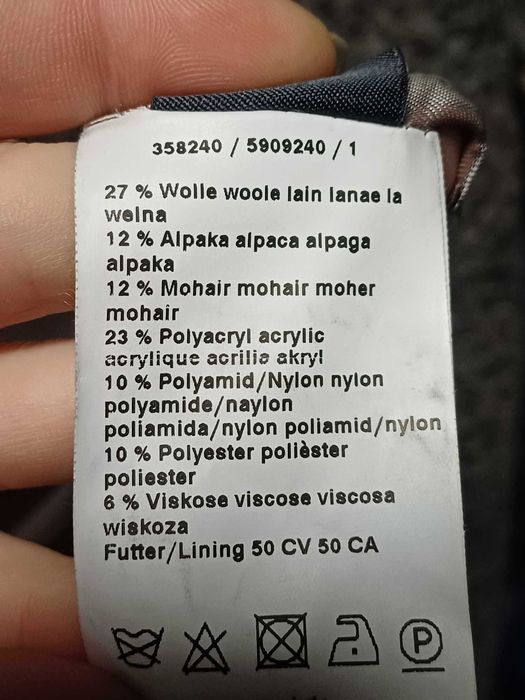 358240 / 5909240 / 1
27 % Wolle woole lain lanae la
welna
12 % Alpaka alpaca alpaga
alpaka
12 % Mohair mohair moher
mohair
23 % Polyacryl acrylic
acrylique acrilia akryl
10 % Polyamid/Nylon nylon
polyamide/naylon
poliamida/nylon poliamid/nylon
10 % Polyester polièster
poliester
6 % Viskose viscose viscosa
wiskoza
Futter/Lining 50 CV 50 CA
P